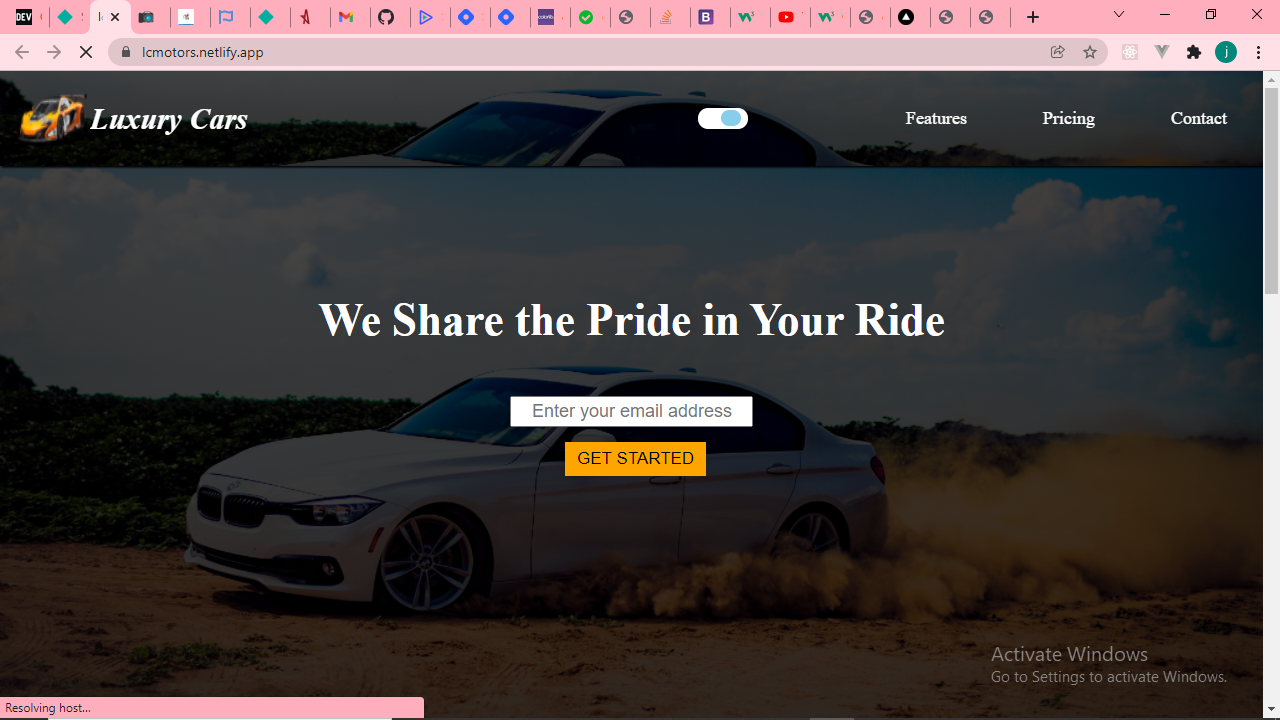 DEV
lcmotors.netlify.app
j
Luxury Cars
Features
Pricing
Contact
We Share the Pride in Your Ride
Enter your email address
GET STARTED
Activate Windows
Go to Settings to activate Windows.
Resolving host...